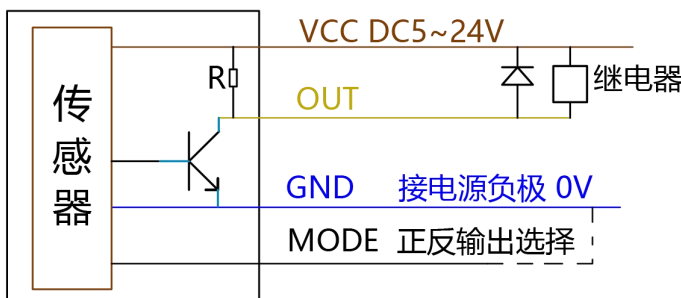 VCC DC5~24V
R
继电器
传感器
OUT
GND 接电源负极 0V
MODE 正反输出选择